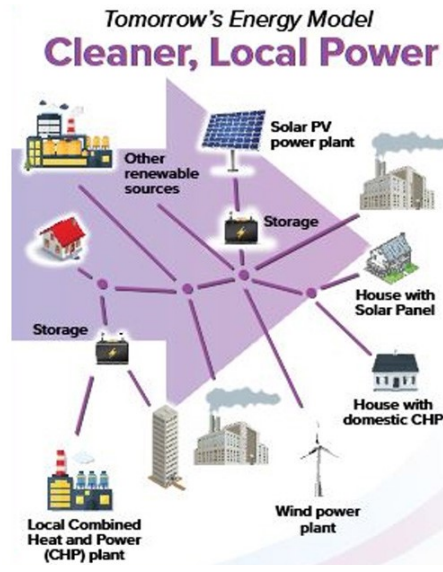 Tomorrow's Energy Model
Cleaner, Local Power
Solar PV
power plant
Other
renewable
sources
Storage
House with
Solar Panel
Storage
House with
domestic CHP
Wind power
plant
Local Combined
Heat and Power
(CHP) plant